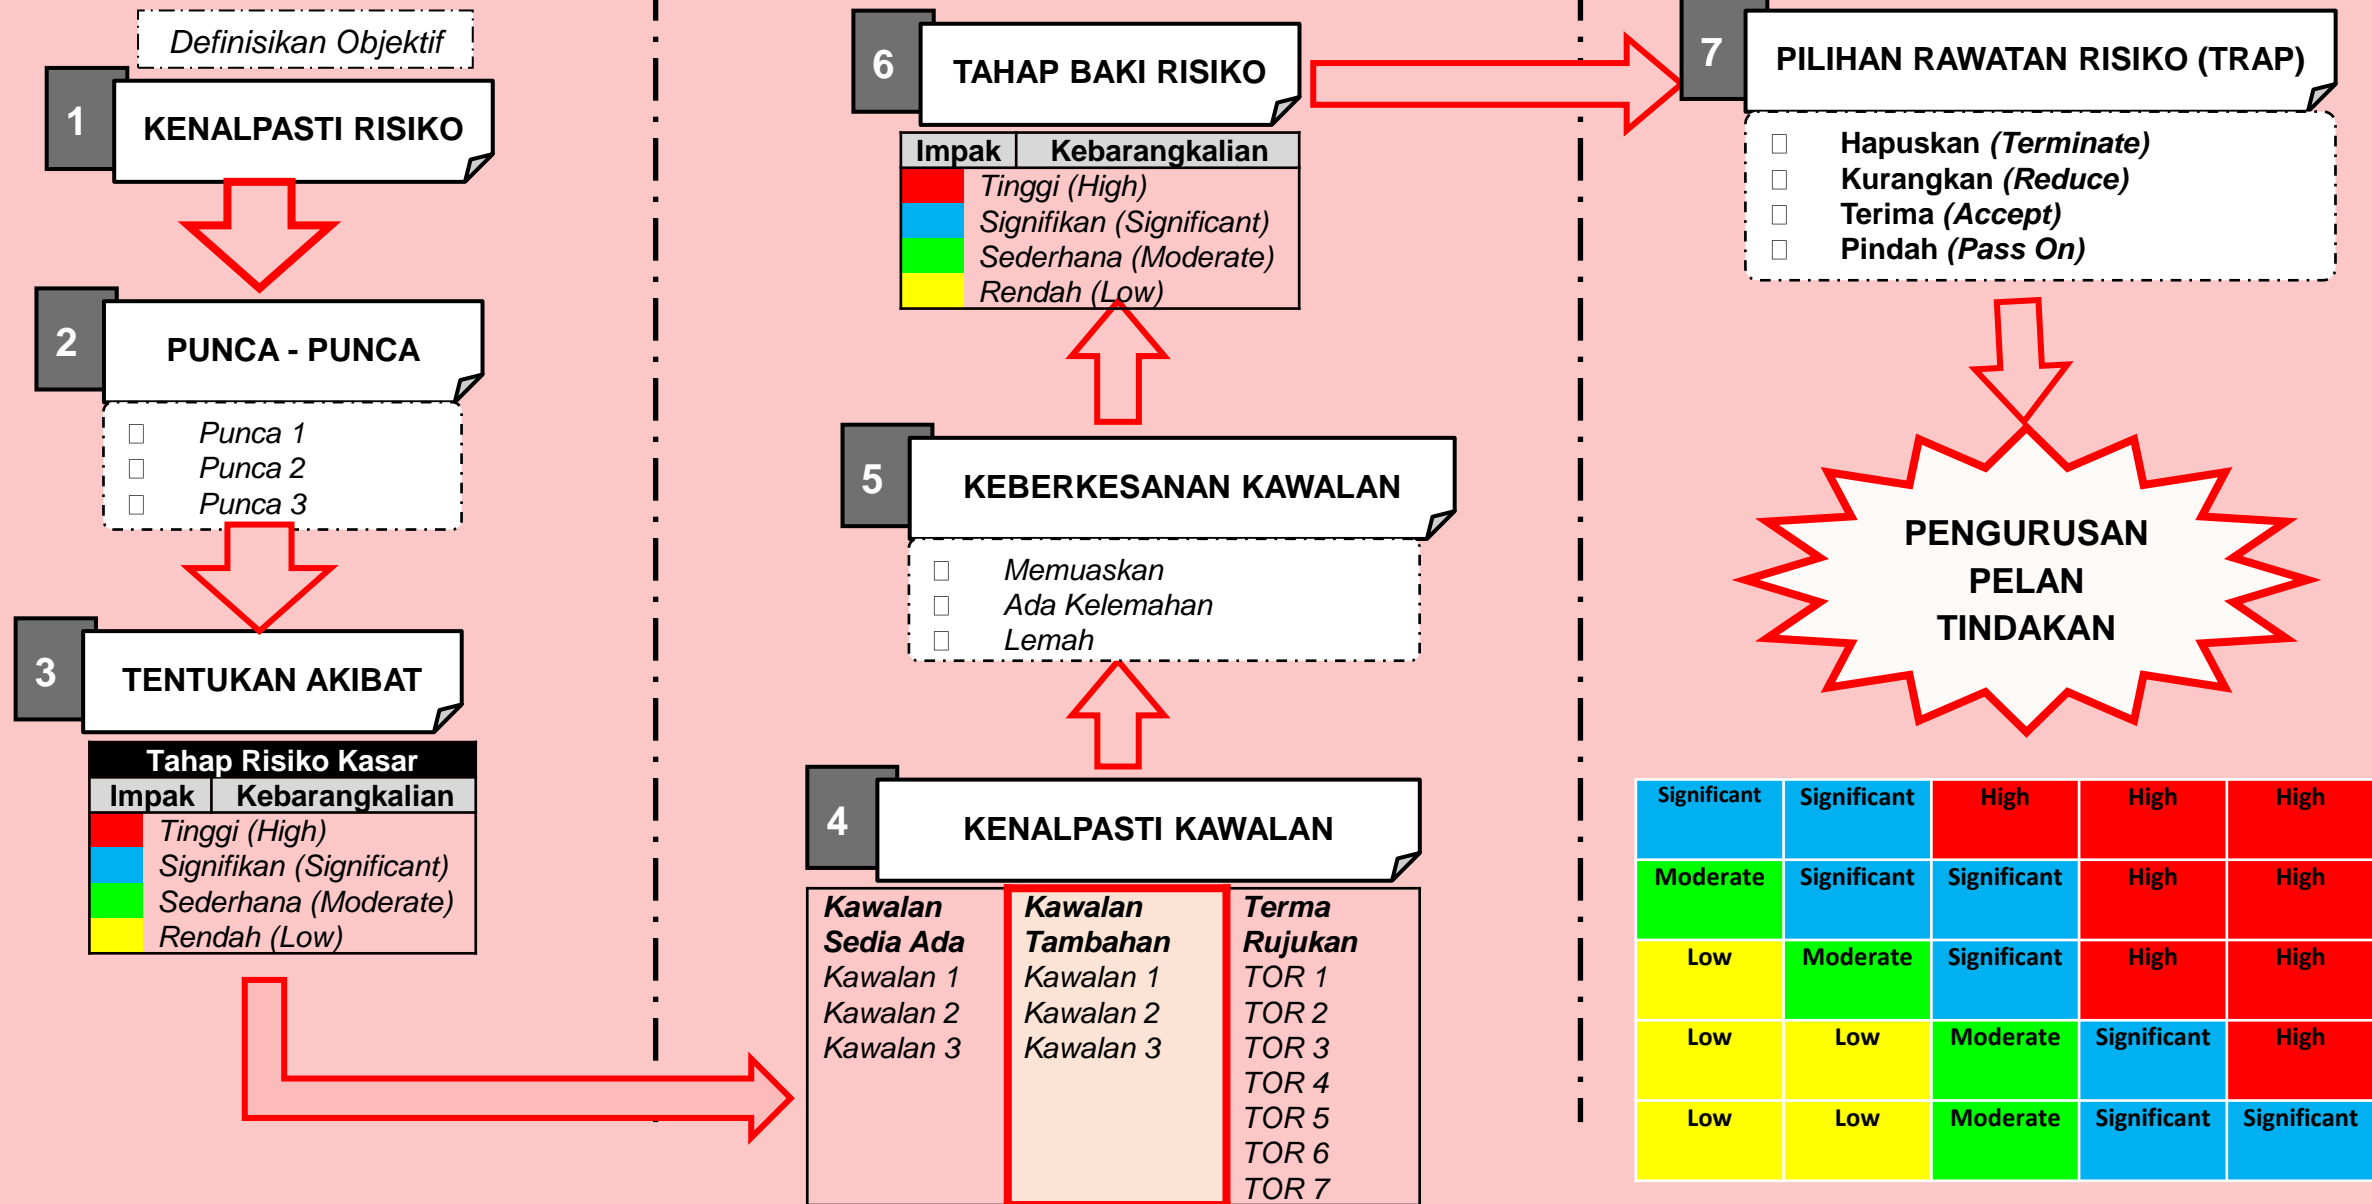 Definisikan Objektif
1
KENALPASTI RISIKO
2
PUNCA - PUNCA
Punca 1
Punca 2
Punca 3
3
TENTUKAN AKIBAT
Tahap Risiko Kasar
Impak Kebarangkalian
Tinggi (High)
Signifikan (Significant)
Sederhana (Moderate)
Rendah (Low)
4
KENALPASTI KAWALAN
Kawalan
Sedia Ada
Kawalan 1
Kawalan 2
Kawalan 3
Kawalan
Tambahan
Kawalan 1
Kawalan 2
Kawalan 3
Terma
Rujukan
TOR 1
TOR 2
TOR 3
TOR 4
TOR 5
TOR 6
TOR 7
5
KEBERKESANAN KAWALAN
Memuaskan
Ada Kelemahan
Lemah
6
TAHAP BAKI RISIKO
Impak Kebarangkalian
Tinggi (High)
Signifikan (Significant)
Sederhana (Moderate)
Rendah (Low)
7
PILIHAN RAWATAN RISIKO (TRAP)
Hapuskan (Terminate)
Kurangkan (Reduce)
Terima (Accept)
Pindah (Pass On)
PENGURUSAN
PELAN
TINDAKAN
Significant Significant High High High
Moderate Significant Significant High High
Low Moderate Significant High High
Low Low Moderate Significant High
Low Low Moderate Significant Significant